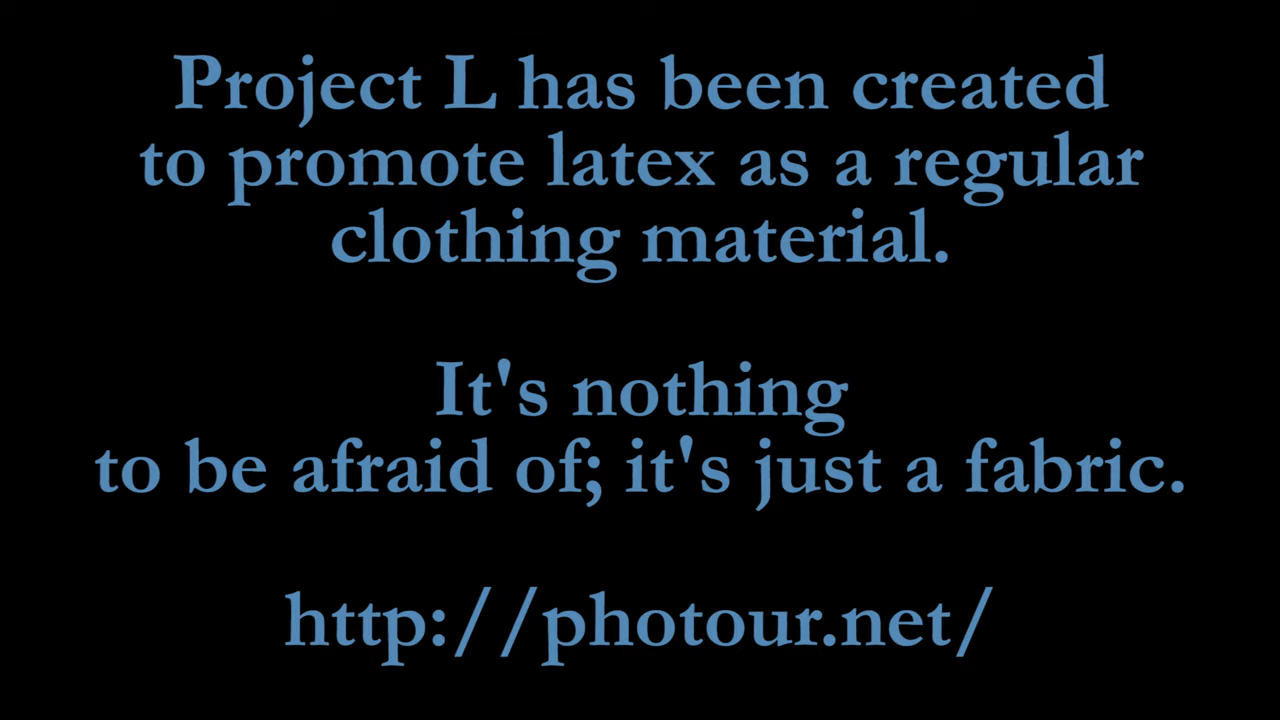 Project L has been created
to promote latex as a regular
clothing material.
It's nothing
to be afraid of; it's just a fabric.
http://photour.net/